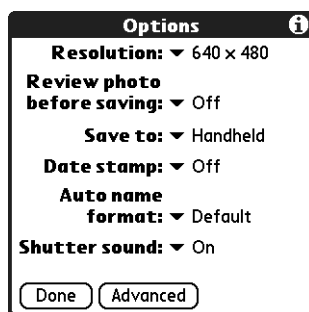 Options
Resolution: 640 x 480
Review photo
before saving: Off
Save to: Handheld
Date stamp: Off
Auto name
format: Default
Shutter sound: On
Done Advanced